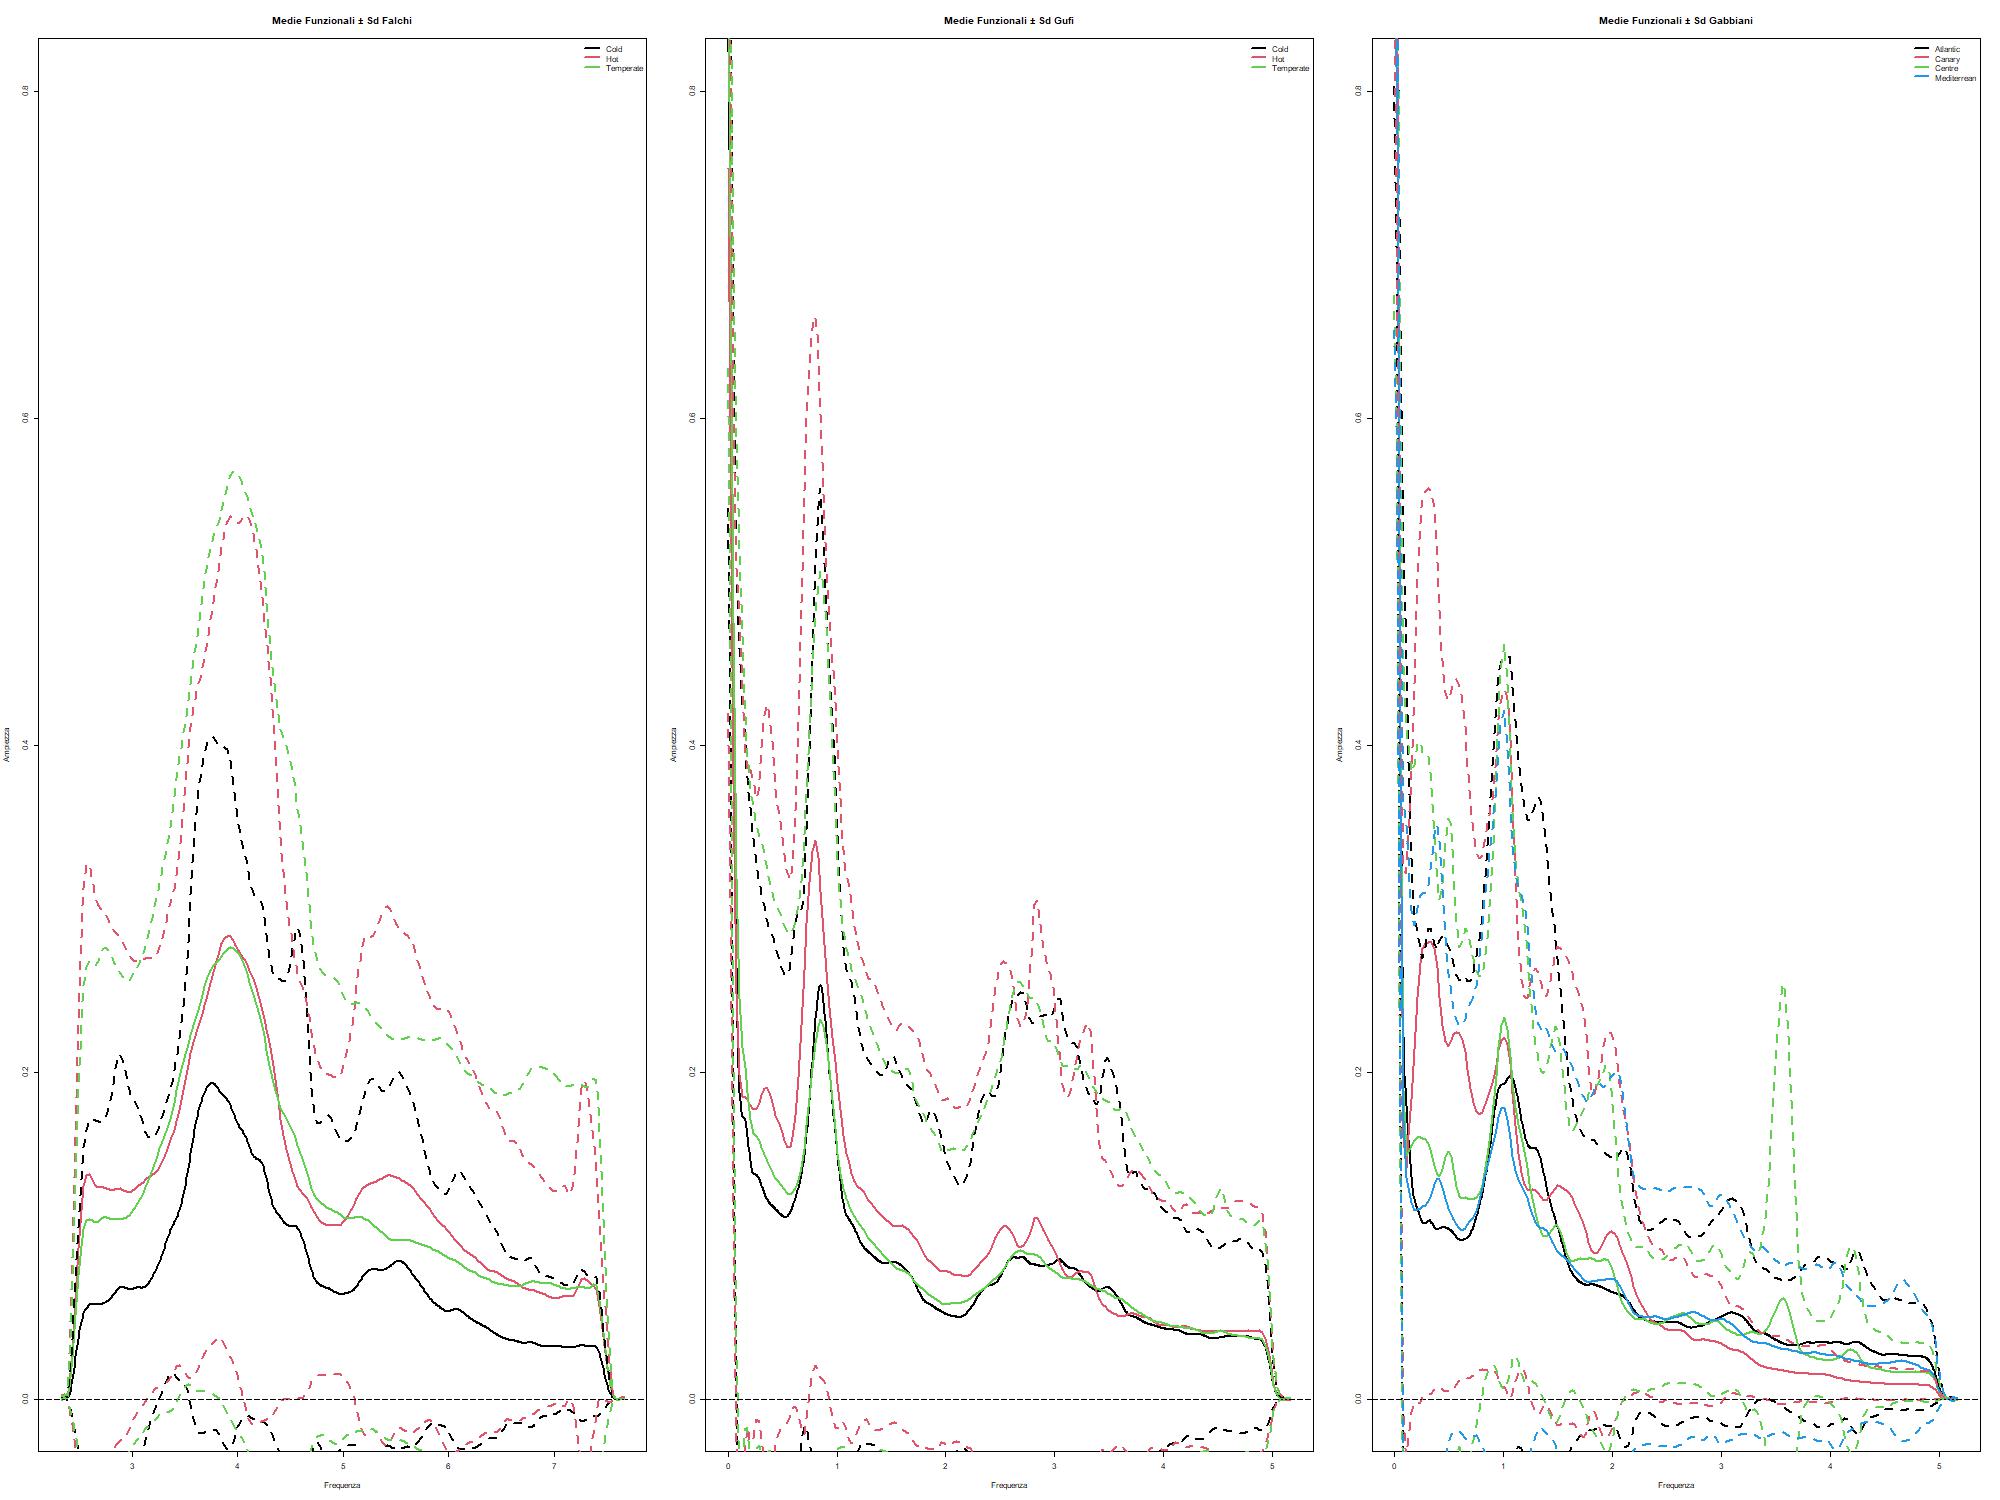 Medie Funzionali ± Sd Falchi
Cold
Hot
Temperate
0.8
0.6
0.4
0.2
0.0
Ampiezza
3 4 5 6 7
Frequenza
Medie Funzionali ± Sd Gufi
Cold
Hot
Temperate
0.8
0.6
0.4
0.2
0.0
Ampiezza
0 1 2 3 4 5
Frequenza
Medie Funzionali ± Sd Gabbiani
Atlantic
Canary
Centre
Mediterrean
0.8
0.6
0.4
0.2
0.0
Ampiezza
0 1 2 3 4 5
Frequenza